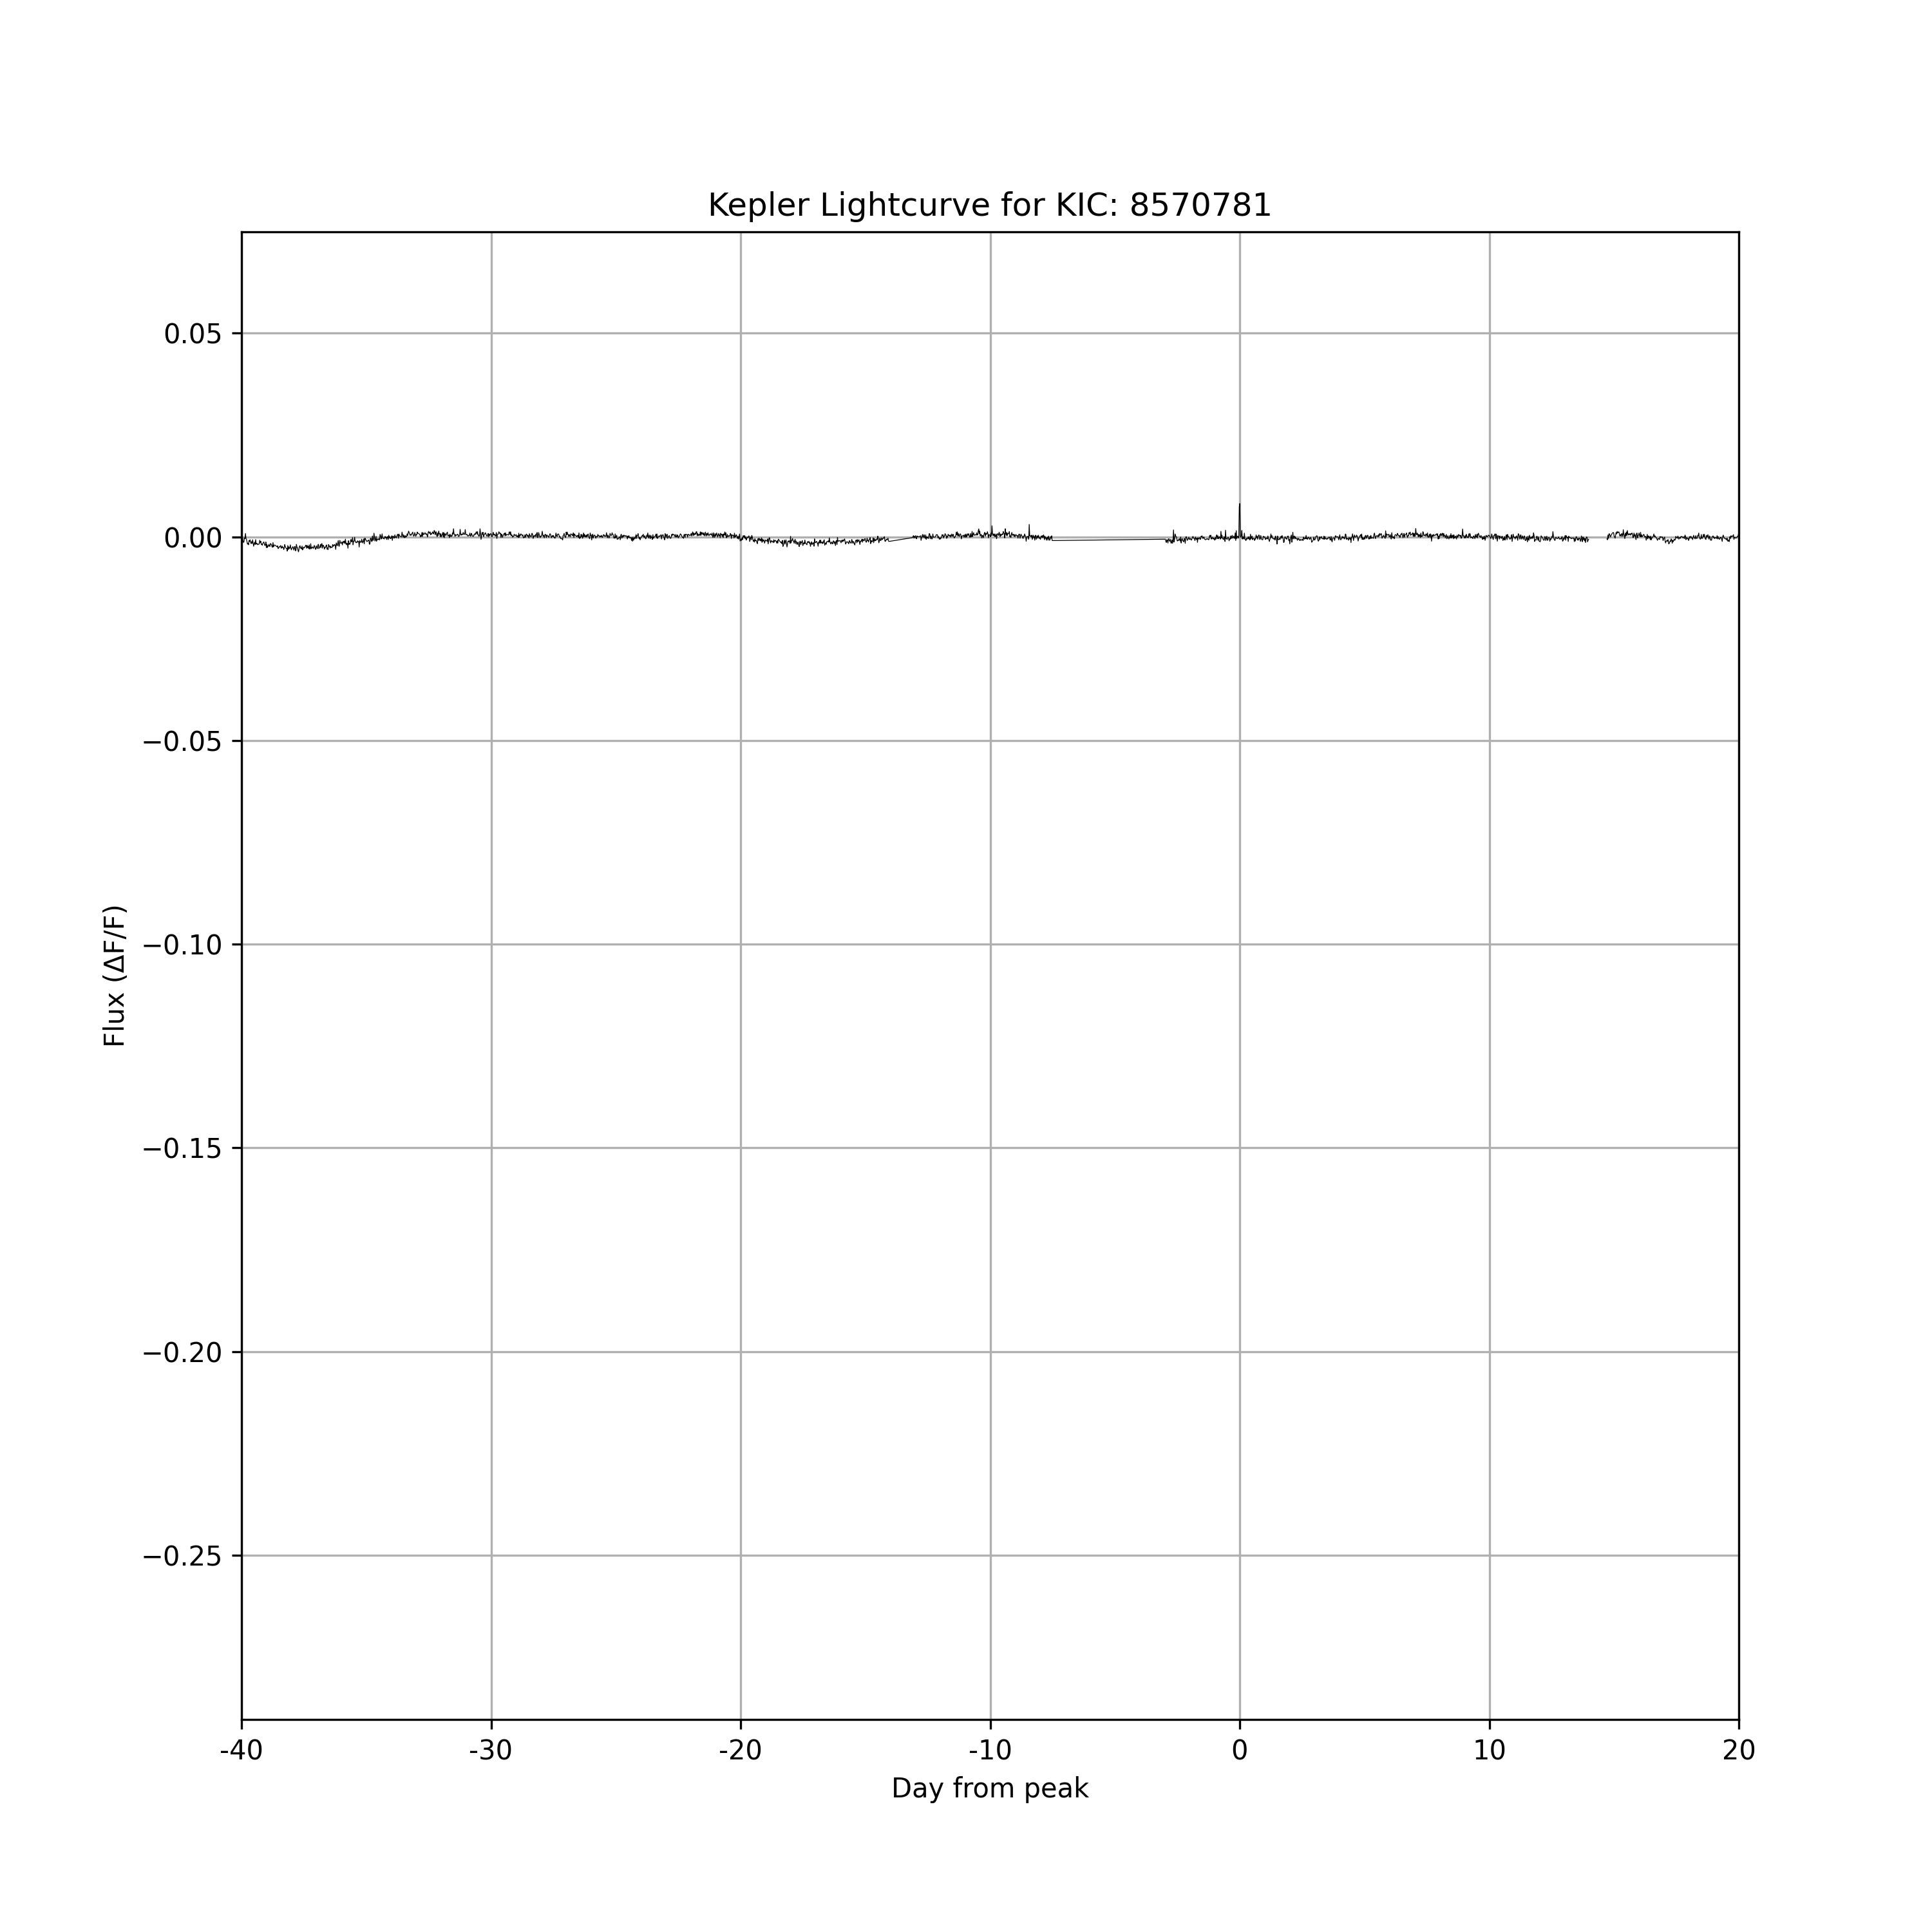 Kepler Lightcurve for KIC: 8570781
0.05
0.00
−0.05
−0.10
−0.15
−0.20
−0.25
Flux (ΔF/F)
-40 -30 -20 -10 0 10 20
Day from peak